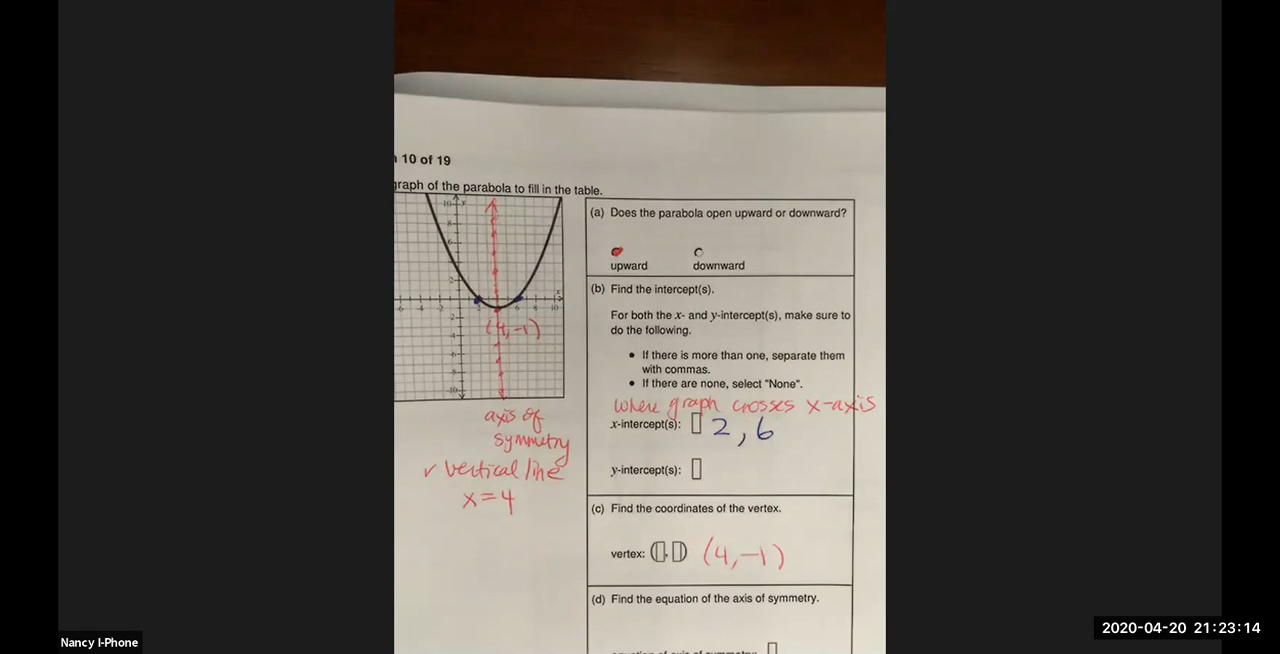 10 of 19
graph of the parabola to fill in the table.
(a) Does the parabola open upward or downward?
upward downward
(b) Find the intercept(s).
For both the x- and y-intercept(s), make sure to
do the following.
• If there is more than one, separate them
with commas.
• If there are none, select "None".
where graph crosses x-axis
x-intercept(s): 2, 6
y-intercept(s):
(c) Find the coordinates of the vertex.
vertex: (4,-1)
(d) Find the equation of the axis of symmetry.
(4,-1)
axis of
symmetry
vertical line
x=4
Nancy I-Phone
2020-04-20 21:23:14